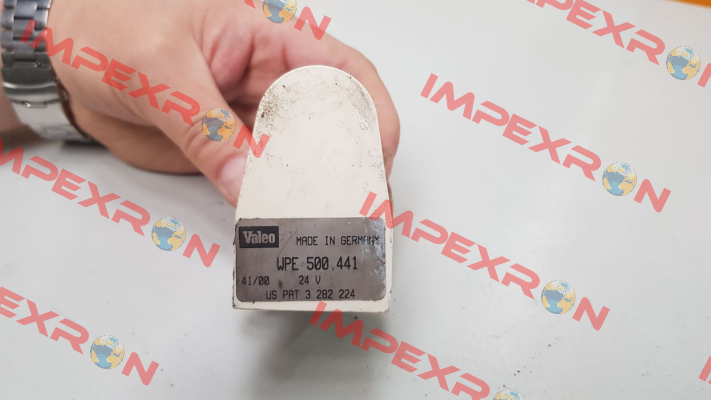 IMPEXRON
IMPEXRON
IMPEXRON
IMPEXRON
Valeo MADE IN GERMANY
WPE 500.441
41/00 24 V
US PAT 3 282 224
IMPEXRON
IMPEXRON
IMPEXRON
IMPEXRON